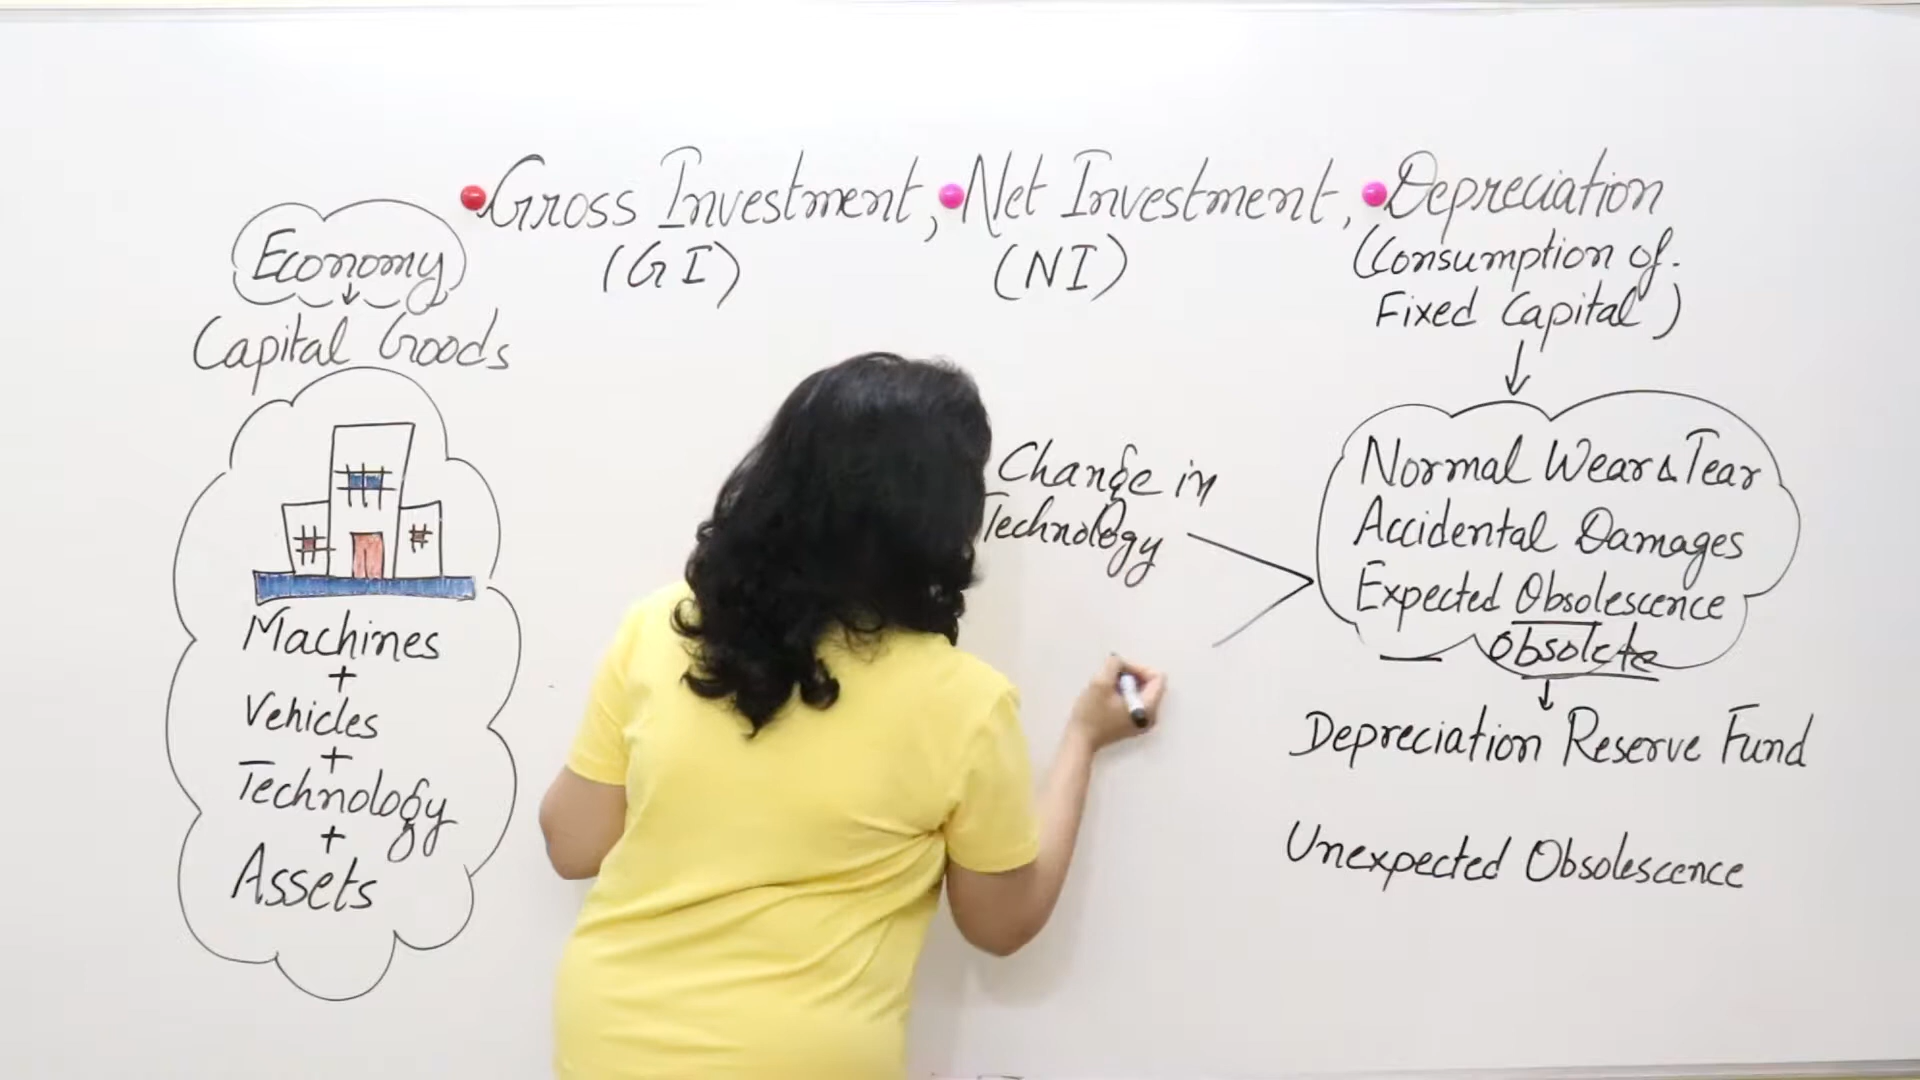 Gross Investment, Net Investment, Depreciation
(GI) (NI) (Consumption of
Fixed Capital)
Economy
Capital Goods
Machines
+
Vehicles
+
Technology
+
Assets
Change in
Technology
Normal Wear & Tear
Accidental Damages
Expected Obsolescence
Obsolete
Depreciation Reserve Fund
Unexpected Obsolescence